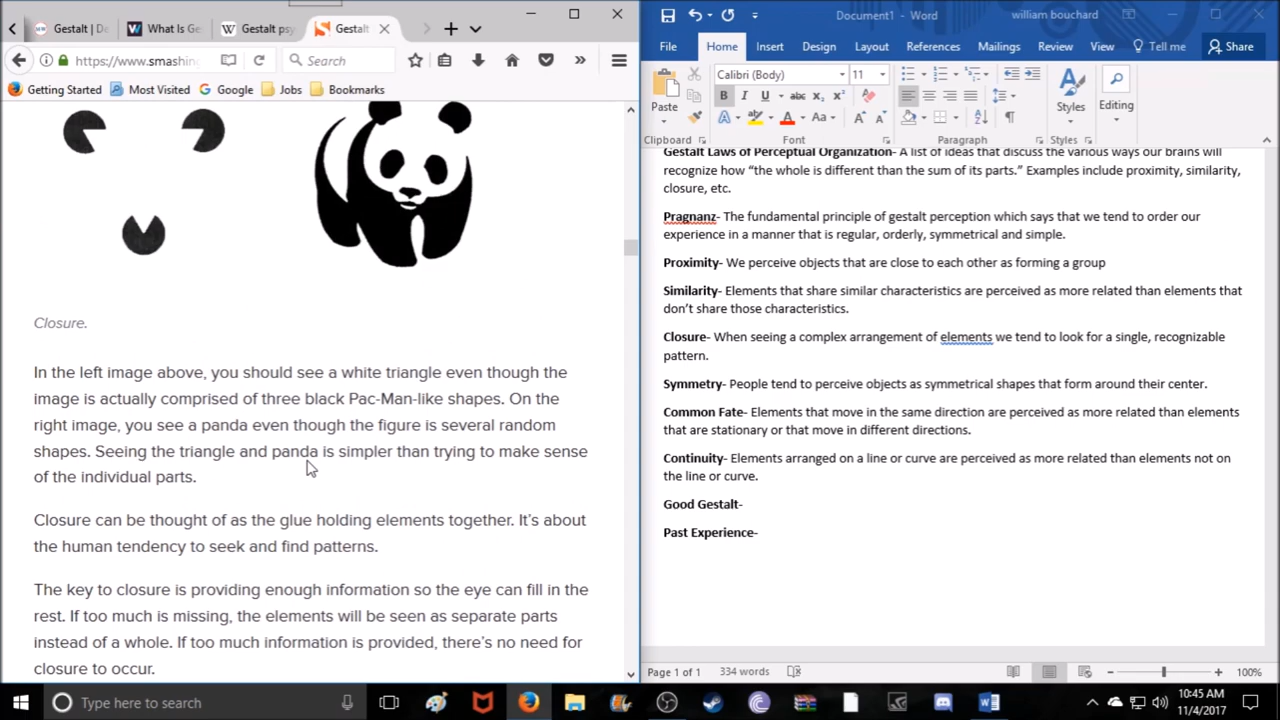 Gestalt | De
What Is Ge
Gestalt psy
Gestalt
https://www.smashing
Search
Getting Started
Most Visited
Google
Jobs
Bookmarks
Closure.
In the left image above, you should see a white triangle even though the
image is actually comprised of three black Pac-Man-like shapes. On the
right image, you see a panda even though the figure is several random
shapes. Seeing the triangle and panda is simpler than trying to make sense
of the individual parts.
Closure can be thought of as the glue holding elements together. It's about
the human tendency to seek and find patterns.
The key to closure is providing enough information so the eye can fill in the
rest. If too much is missing, the elements will be seen as separate parts
instead of a whole. If too much information is provided, there's no need for
closure to occur.
Document1 - Word
william bouchard
File Home Insert Design Layout References Mailings Review View Tell me Share
Calibri (Body) 11
Paste
Styles
Editing
Clipboard
Font
Paragraph
Styles
Gestalt Laws of Perceptual Organization- A list of ideas that discuss the various ways our brains will
recognize how “the whole is different than the sum of its parts.” Examples include proximity, similarity,
closure, etc.
Pragnanz- The fundamental principle of gestalt perception which says that we tend to order our
experience in a manner that is regular, orderly, symmetrical and simple.
Proximity- We perceive objects that are close to each other as forming a group
Similarity- Elements that share similar characteristics are perceived as more related than elements that
don't share those characteristics.
Closure- When seeing a complex arrangement of elements we tend to look for a single, recognizable
pattern.
Symmetry- People tend to perceive objects as symmetrical shapes that form around their center.
Common Fate- Elements that move in the same direction are perceived as more related than elements
that are stationary or that move in different directions.
Continuity- Elements arranged on a line or curve are perceived as more related than elements not on
the line or curve.
Good Gestalt-
Past Experience-
Page 1 of 1 334 words
100%
Type here to search
10:45 AM
11/4/2017